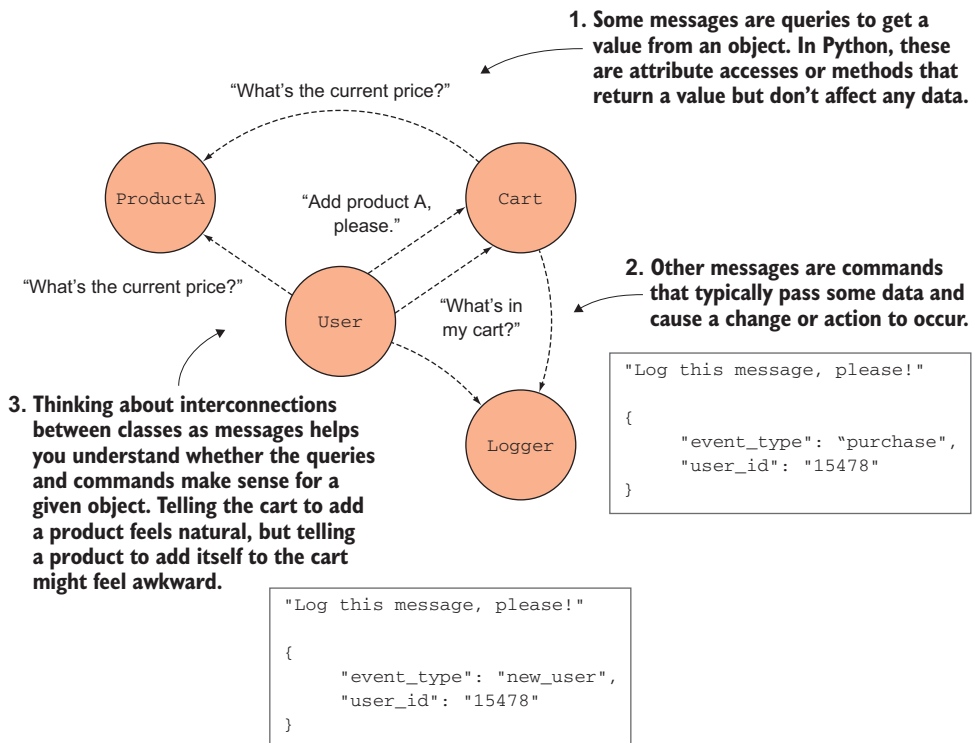 1. Some messages are queries to get a
value from an object. In Python, these
are attribute accesses or methods that
return a value but don't affect any data.
“What's the current price?”
ProductA
“Add product A,
please.”
Cart
“What's the current price?”
User
“What's in
my cart?”
2. Other messages are commands
that typically pass some data and
cause a change or action to occur.
"Log this message, please!"
{
"event_type": “purchase",
"user_id": "15478"
}
Logger
3. Thinking about interconnections
between classes as messages helps
you understand whether the queries
and commands make sense for a
given object. Telling the cart to add
a product feels natural, but telling
a product to add itself to the cart
might feel awkward.
"Log this message, please!"
{
"event_type": "new_user",
"user_id": "15478"
}